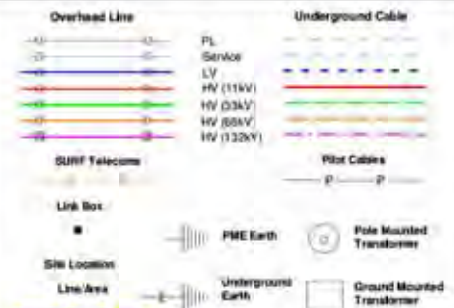 Overhead Line Underground Cable
PL
Service
LV
HV (11kV)
HV (33kV)
HV (66kV)
HV (132kV)
SURF Telecoms Pilot Cables
P P
Link Box
PME Earth Pole Mounted
Transformer
Site Location
Line/Area Underground
Earth Ground Mounted
Transformer
E